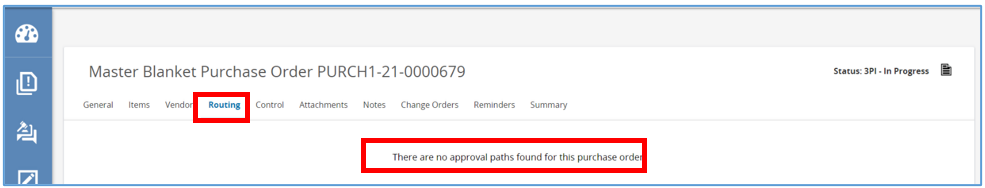 Master Blanket Purchase Order PURCH1-21-0000679
Status: 3PI - In Progress
General Items Vendor Routing Control Attachments Notes Change Orders Reminders Summary
There are no approval paths found for this purchase order